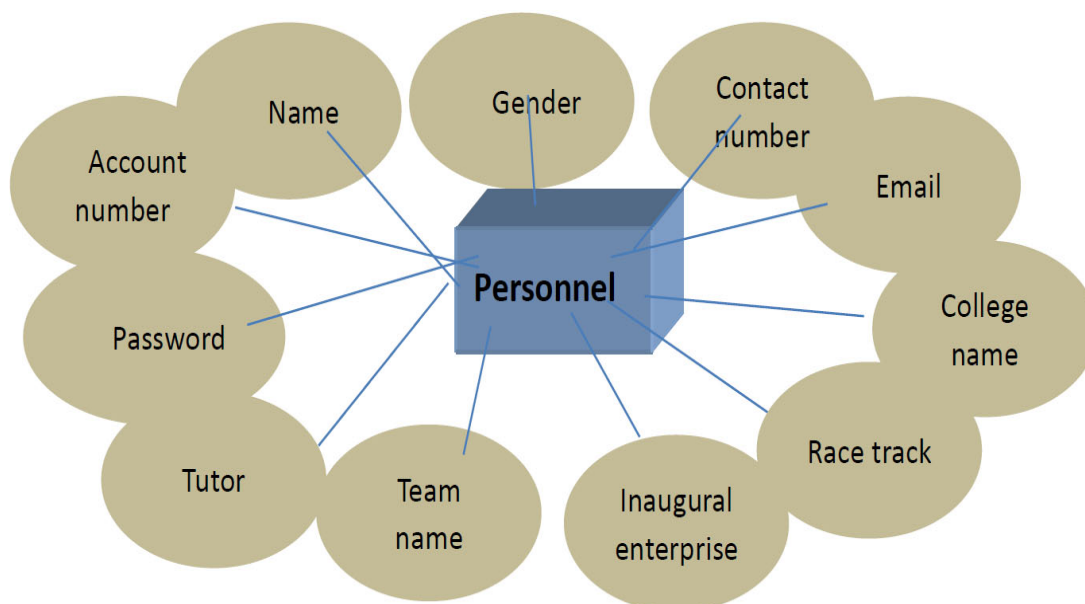 Name
Gender
Contact
number
Account
number
Email
Personnel
College
name
Password
Race track
Tutor
Team
name
Inaugural
enterprise